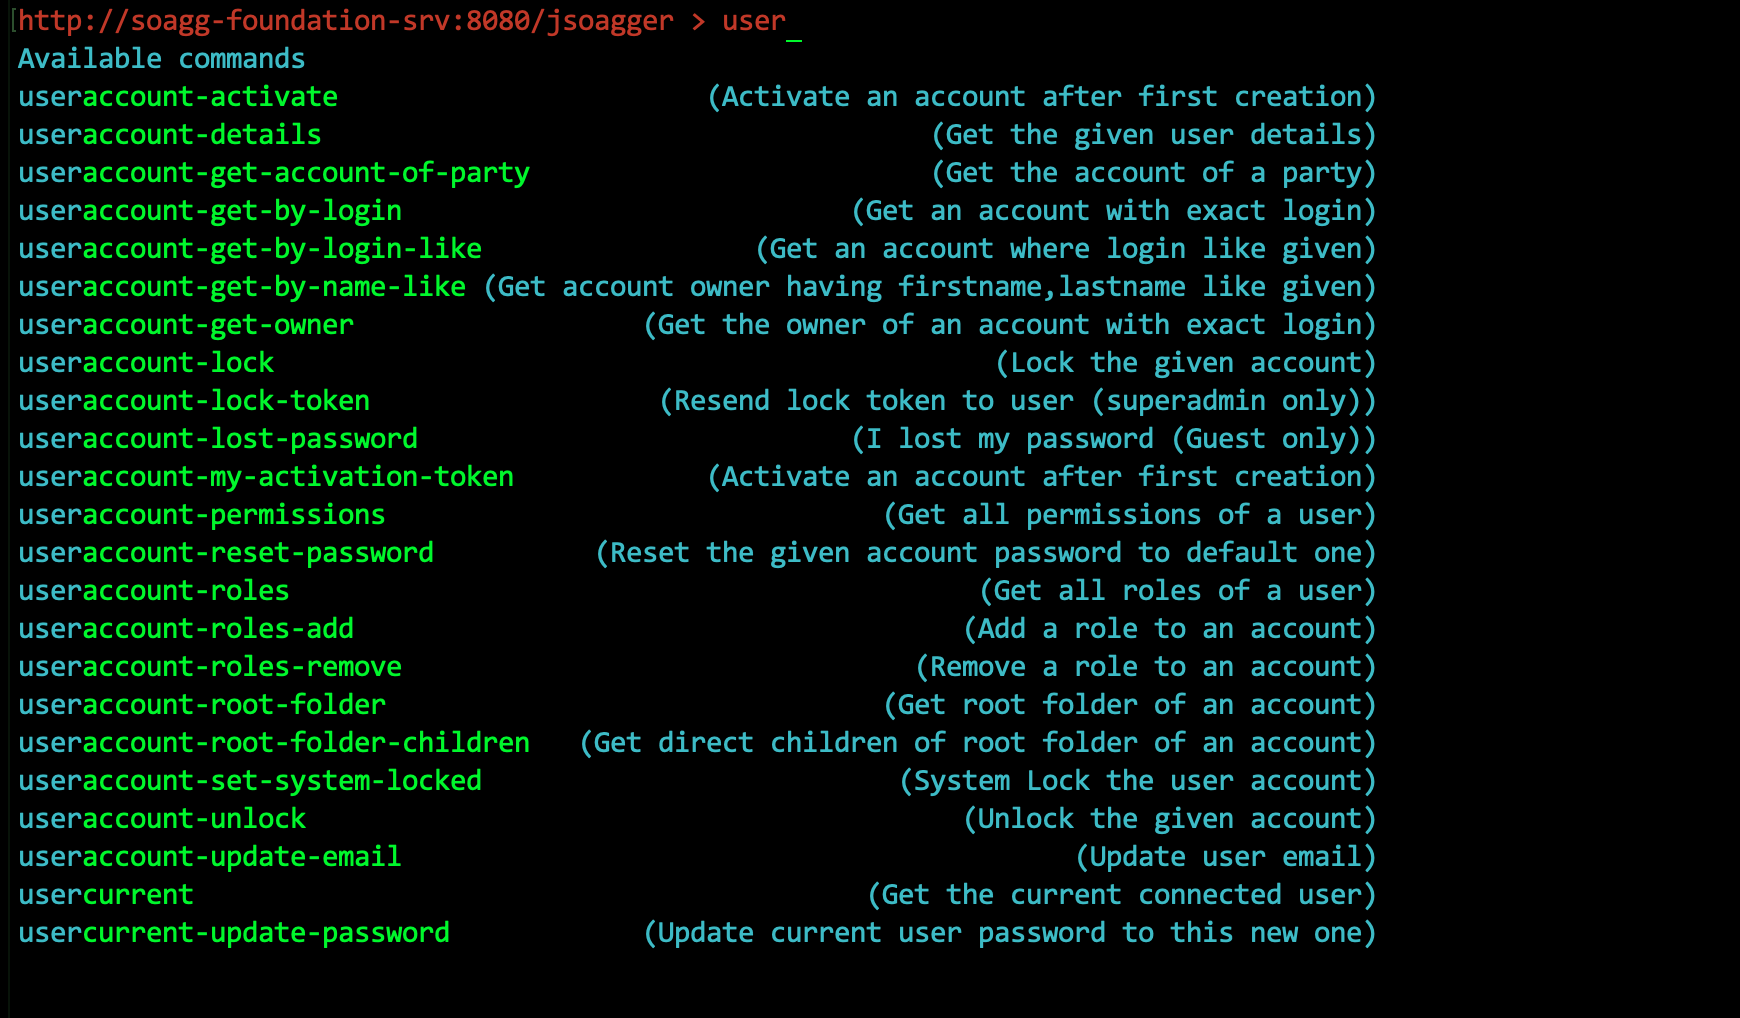 http://soagg-foundation-srv:8080/jsoagger > user_
Available commands
useraccount-activate (Activate an account after first creation)
useraccount-details (Get the given user details)
useraccount-get-account-of-party (Get the account of a party)
useraccount-get-by-login (Get an account with exact login)
useraccount-get-by-login-like (Get an account where login like given)
useraccount-get-by-name-like (Get account owner having firstname,lastname like given)
useraccount-get-owner (Get the owner of an account with exact login)
useraccount-lock (Lock the given account)
useraccount-lock-token (Resend lock token to user (superadmin only))
useraccount-lost-password (I lost my password (Guest only))
useraccount-my-activation-token (Activate an account after first creation)
useraccount-permissions (Get all permissions of a user)
useraccount-reset-password (Reset the given account password to default one)
useraccount-roles (Get all roles of a user)
useraccount-roles-add (Add a role to an account)
useraccount-roles-remove (Remove a role to an account)
useraccount-root-folder (Get root folder of an account)
useraccount-root-folder-children (Get direct children of root folder of an account)
useraccount-set-system-locked (System Lock the user account)
useraccount-unlock (Unlock the given account)
useraccount-update-email (Update user email)
usercurrent (Get the current connected user)
usercurrent-update-password (Update current user password to this new one)